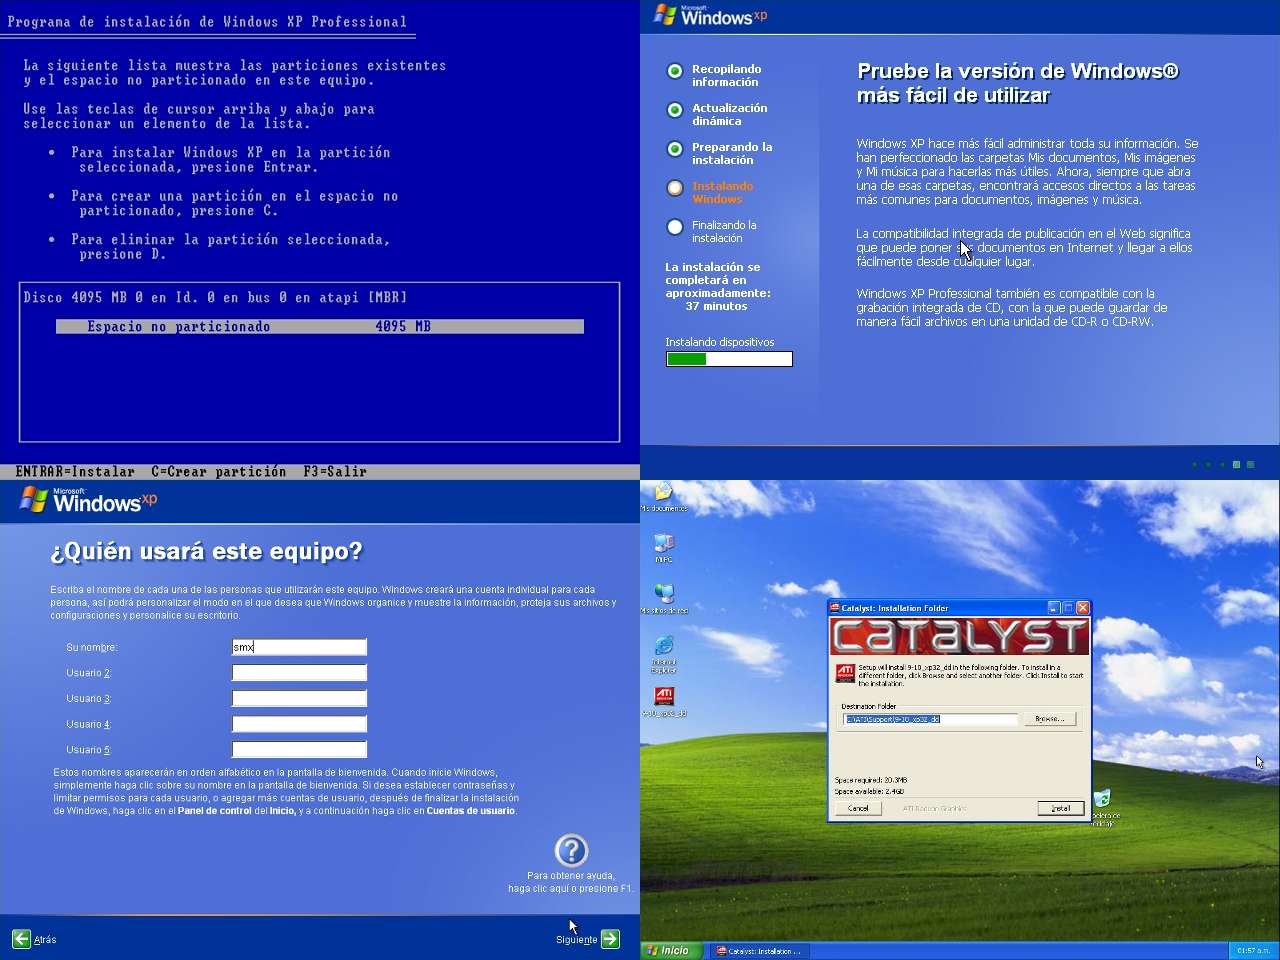 Programa de instalación de Windows XP Professional
La siguiente lista muestra las particiones existentes
y el espacio no particionado en este equipo.
Use las teclas de cursor arriba y abajo para
seleccionar un elemento de la lista.
• Para instalar Windows XP en la partición
seleccionada, presione Entrar.
• Para crear una partición en el espacio no
particionado, presione C.
• Para eliminar la partición seleccionada,
presione D.
Disco 4095 MB 0 en Id. 0 en bus 0 en atapi [MBR]
Espacio no particionado 4095 MB
ENTRAR=Instalar C=Crear partición F3=Salir
Microsoft
Windows xp
Recopilando
información
Actualización
dinámica
Preparando la
instalación
Instalando
Windows
Finalizando la
instalación
La instalación se
completará en
aproximadamente:
37 minutos
Instalando dispositivos
Pruebe la versión de Windows®
más fácil de utilizar
Windows XP hace más fácil administrar toda su información. Se
han perfeccionado las carpetas Mis documentos, Mis imágenes
y Mi música para hacerlas más útiles. Ahora, siempre que abra
una de esas carpetas, encontrará accesos directos a las tareas
más comunes para documentos, imágenes y música.
La compatibilidad integrada de publicación en el Web significa
que puede poner sus documentos en Internet y llegar a ellos
fácilmente desde cualquier lugar.
Windows XP Professional también es compatible con la
grabación integrada de CD, con la que puede guardar de
manera fácil archivos en una unidad de CD-R o CD-RW.
Microsoft
Windows xp
¿Quién usará este equipo?
Escriba el nombre de cada una de las personas que utilizarán este equipo. Windows creará una cuenta individual para cada
persona, así podrá personalizar el modo en el que desea que Windows organice y muestre la información, proteja sus archivos y
configuraciones y personalice su escritorio.
Su nombre: smx
Usuario 2:
Usuario 3:
Usuario 4:
Usuario 5:
Estos nombres aparecerán en orden alfabético en la pantalla de bienvenida. Cuando inicie Windows,
simplemente haga clic sobre su nombre en la pantalla de bienvenida. Si desea establecer contraseñas y
limitar permisos para cada usuario, o agregar más cuentas de usuario, después de finalizar la instalación
de Windows, haga clic en el Panel de control del Inicio, y a continuación haga clic en Cuentas de usuario.
Para obtener ayuda,
haga clic aquí o presione F1.
Atrás
Siguiente
Mis documentos
Mi PC
Mis sitios de red
Internet
Explorer
9-10_xp32_dd
Catalyst: Installation Folder
CATALYST
ATI
Setup will install 9-10_xp32_dd in the following folder. To install in a
different folder, click Browse and select another folder. Click Install to start
the installation.
Destination Folder
C:\ATI\Support\9-10_xp32_dd
Browse...
Space required: 20.3MB
Space available: 2.4GB
Cancel
ATI Radeon Graphics
Install
Papelera de
reciclaje
Inicio
Catalyst: Installation ...
01:57 a.m.